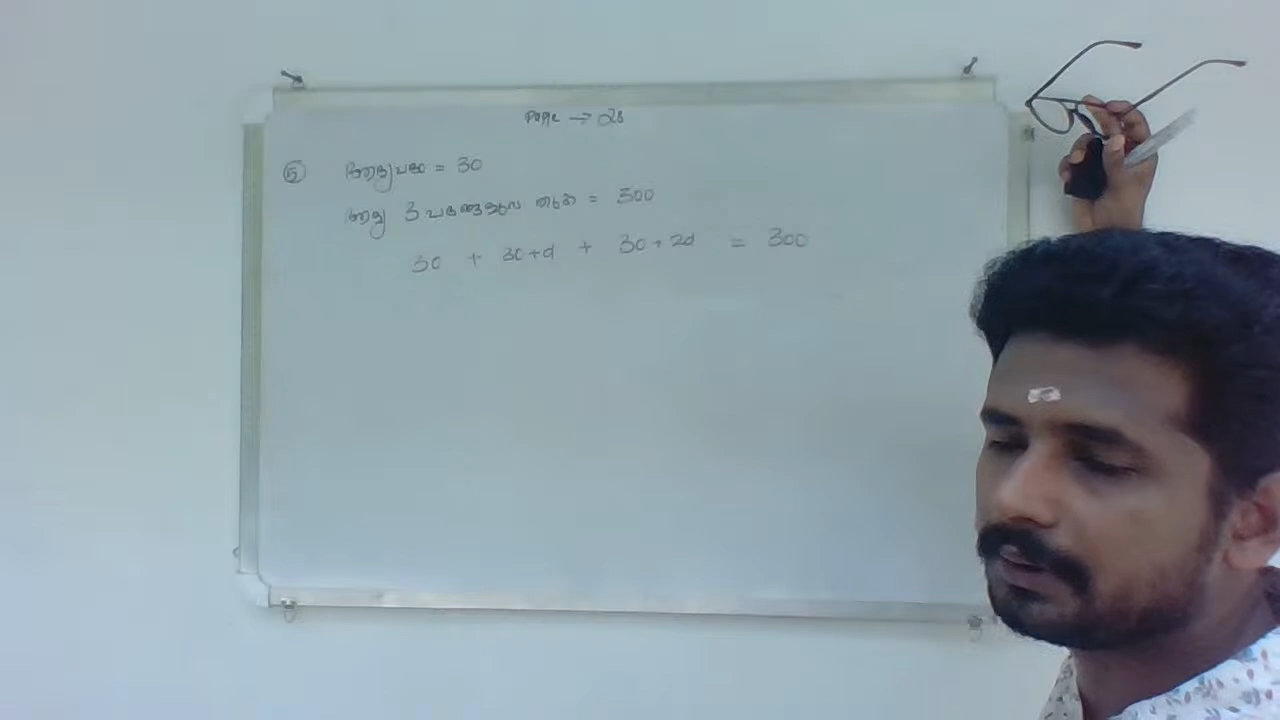 Page → 28
⑤ ആദ്യപദം = 30
ആദ്യ 3 പദങ്ങളുടെ തുക = 300
30 + 30+d + 30+2d = 300